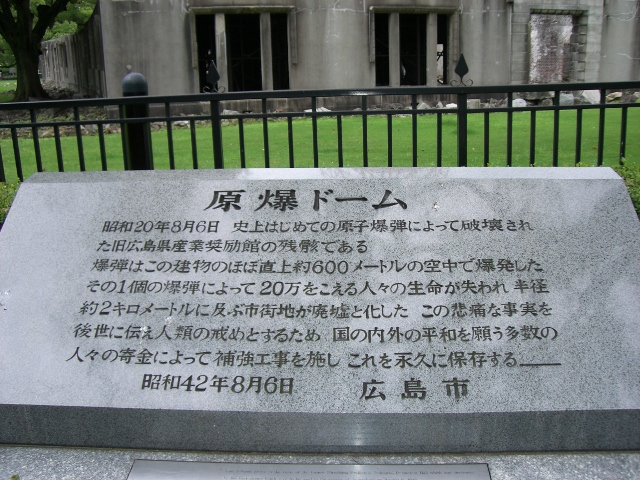 原爆ドーム
昭和20年8月6日 史上はじめての原子爆弾によって破壊され
た旧広島県産業奨励館の残骸である
爆弾はこの建物のほぼ直上約600メートルの空中で爆発した
その1個の爆弾によって20万をこえる人々の生命が失われ 半径
約2キロメートルに及ぶ市街地が廃墟と化した この悲痛な事実を
後世に伝え人類の戒めとするため 国の内外の平和を願う多数の
人々の寄金によって補強工事を施し これを永久に保存する
昭和42年8月6日 広島市